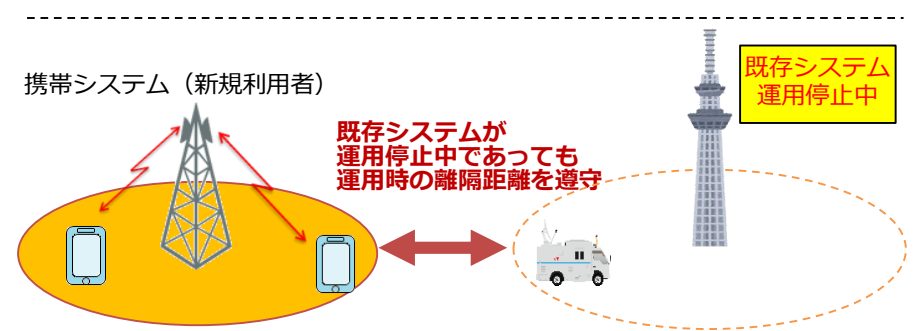 携帯システム（新規利用者）
既存システムが
運用停止中であっても
運用時の離隔距離を遵守
既存システム
運用停止中